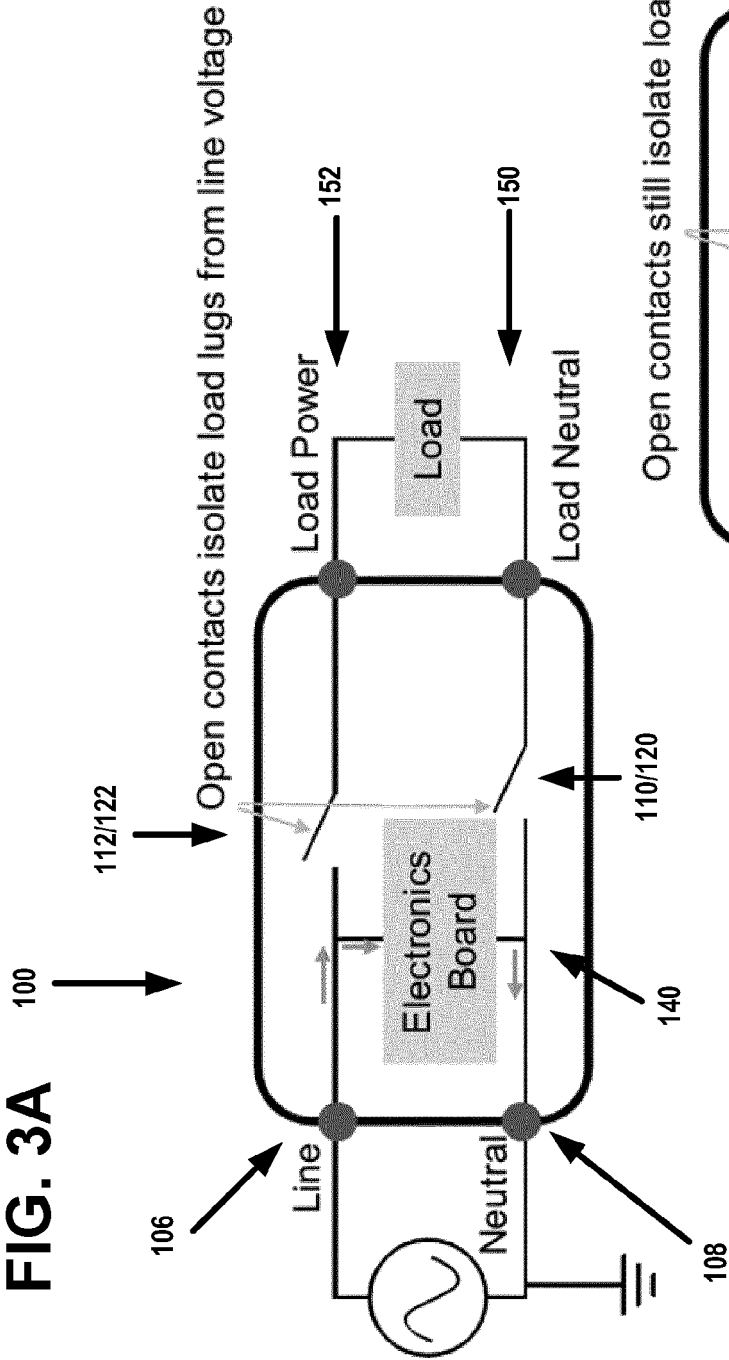 FIG. 3A
100
112/122
Open contacts isolate load lugs from line voltage
106
Line
Load Power
152
Electronics
Board
Load
Neutral
Load Neutral
150
108
140
110/120
Open contacts still isolate loa